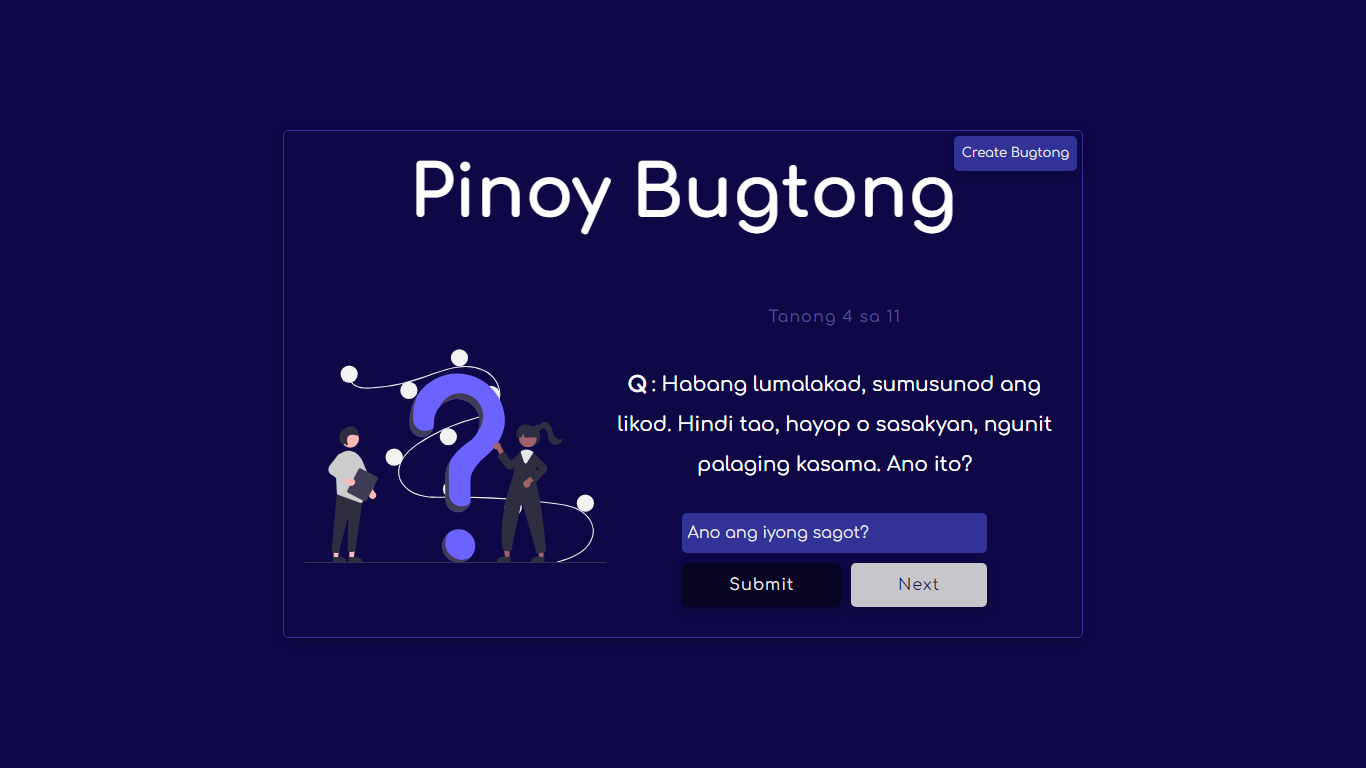 Create Bugtong
Pinoy Bugtong
Tanong 4 sa 11
Q : Habang lumalakad, sumusunod ang
likod. Hindi tao, hayop o sasakyan, ngunit
palaging kasama. Ano ito?
Ano ang iyong sagot?
Submit
Next